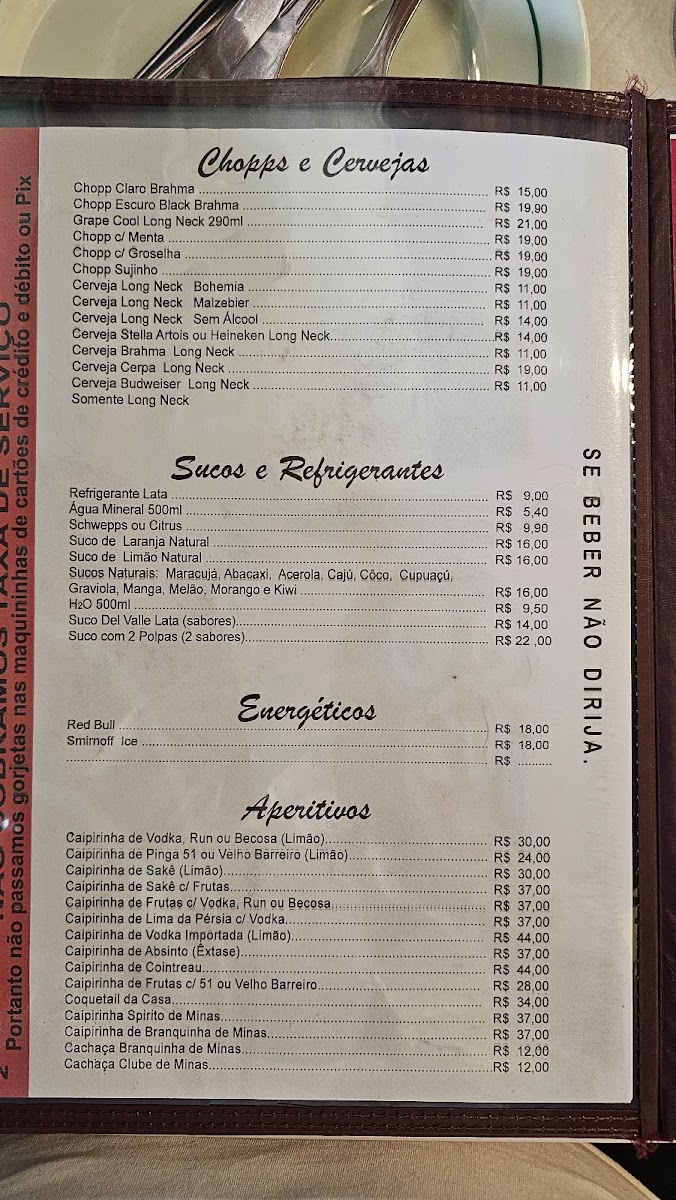 NÃO COBRAMOS TAXA DE SERVIÇO
Portanto não passamos gorjetas nas maquininhas de cartões de crédito e débito ou Pix
Chopps e Cervejas
Chopp Claro Brahma R$ 15,00
Chopp Escuro Black Brahma R$ 19,90
Grape Cool Long Neck 290ml R$ 21,00
Chopp c/ Menta R$ 19,00
Chopp c/ Groselha R$ 19,00
Chopp Sujinho R$ 19,00
Cerveja Long Neck Bohemia R$ 11,00
Cerveja Long Neck Malzebier R$ 11,00
Cerveja Long Neck Sem Álcool R$ 14,00
Cerveja Stella Artois ou Heineken Long Neck R$ 14,00
Cerveja Brahma Long Neck R$ 11,00
Cerveja Cerpa Long Neck R$ 19,00
Cerveja Budweiser Long Neck R$ 11,00
Somente Long Neck
Sucos e Refrigerantes
Refrigerante Lata R$ 9,00
Água Mineral 500ml R$ 5,40
Schwepps ou Citrus R$ 9,90
Suco de Laranja Natural R$ 16,00
Suco de Limão Natural R$ 16,00
Sucos Naturais: Maracujá, Abacaxi, Acerola, Cajú, Côco, Cupuaçú,
Graviola, Manga, Melão, Morango e Kiwi R$ 16,00
H2O 500ml R$ 9,50
Suco Del Valle Lata (sabores) R$ 14,00
Suco com 2 Polpas (2 sabores) R$ 22 ,00
Energéticos
Red Bull R$ 18,00
Smirnoff Ice R$ 18,00
R$
Aperitivos
Caipirinha de Vodka, Run ou Becosa (Limão) R$ 30,00
Caipirinha de Pinga 51 ou Velho Barreiro (Limão) R$ 24,00
Caipirinha de Sakê (Limão) R$ 30,00
Caipirinha de Sakê c/ Frutas R$ 37,00
Caipirinha de Frutas c/ Vodka, Run ou Becosa R$ 37,00
Caipirinha de Lima da Pérsia c/ Vodka R$ 37,00
Caipirinha de Vodka Importada (Limão) R$ 44,00
Caipirinha de Absinto (Êxtase) R$ 37,00
Caipirinha de Cointreau R$ 44,00
Caipirinha de Frutas c/ 51 ou Velho Barreiro R$ 28,00
Coquetail da Casa R$ 34,00
Caipirinha Spirito de Minas R$ 37,00
Caipirinha de Branquinha de Minas R$ 37,00
Cachaça Branquinha de Minas R$ 12,00
Cachaça Clube de Minas R$ 12,00
SE BEBER NÃO DIRIJA.